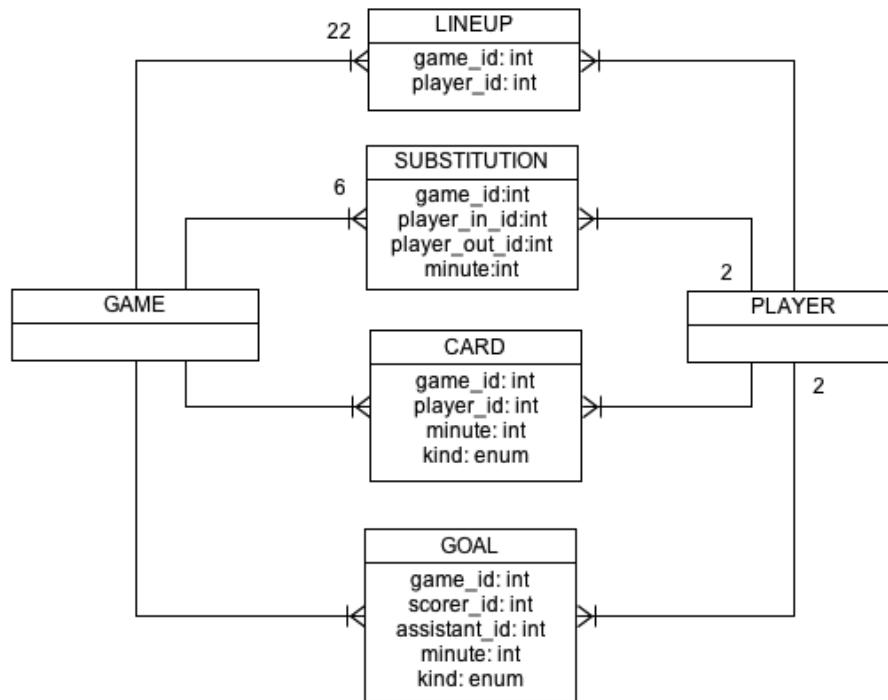 22
LINEUP
game_id: int
player_id: int
6
SUBSTITUTION
game_id:int
player_in_id:int
player_out_id:int
minute:int
2
GAME
PLAYER
CARD
game_id: int
player_id: int
minute: int
kind: enum
2
GOAL
game_id: int
scorer_id: int
assistant_id: int
minute: int
kind: enum